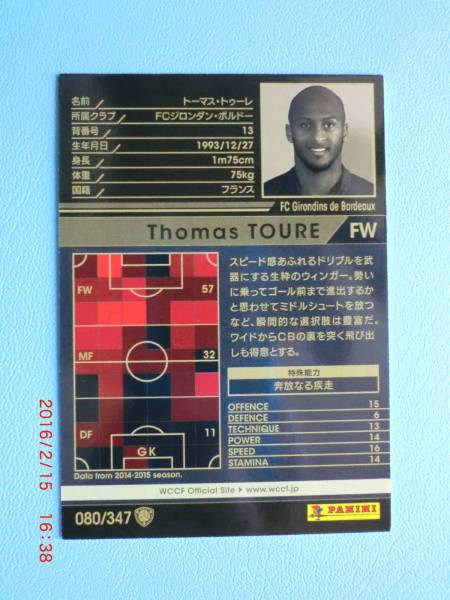 名前 トーマス・トゥーレ
所属クラブ FCジロンダン・ボルドー
背番号 13
生年月日 1993/12/27
身長 1m75cm
体重 75kg
国籍 フランス
FC Girondins de Bordeaux
Thomas TOURE FW
FW 57
MF 32
DF 11
GK
Data from 2014-2015 season.
スピード感あふれるドリブルを武
器にする生粋のウィンガー。勢い
に乗ってゴール前まで進出するか
と思わせてミドルシュートを放つ
など、瞬間的な選択肢は豊富だ。
ワイドからCBの裏を突く飛び出
しも得意とする。
特殊能力
奔放なる疾走
OFFENCE 15
DEFENCE 6
TECHNIQUE 13
POWER 14
SPEED 16
STAMINA 14
WCCF Official Site ▶ www.wccf.jp
080/347
PANINI
2016/2/15 16:38